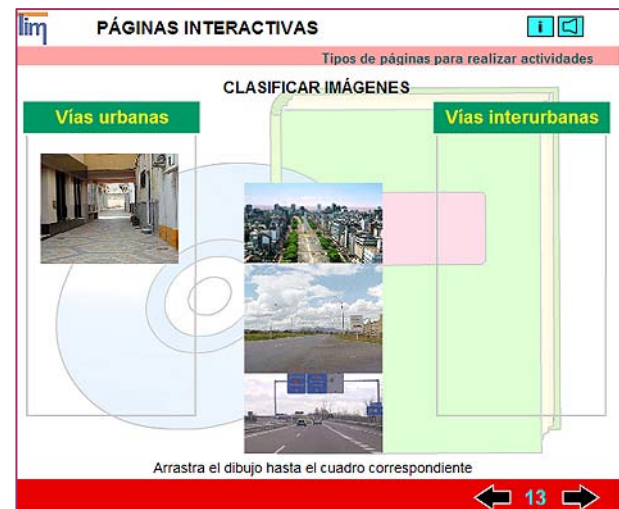 lim
PÁGINAS INTERACTIVAS
i
Tipos de páginas para realizar actividades
CLASIFICAR IMÁGENES
Vías urbanas
Vías interurbanas
Arrastra el dibujo hasta el cuadro correspondiente
13